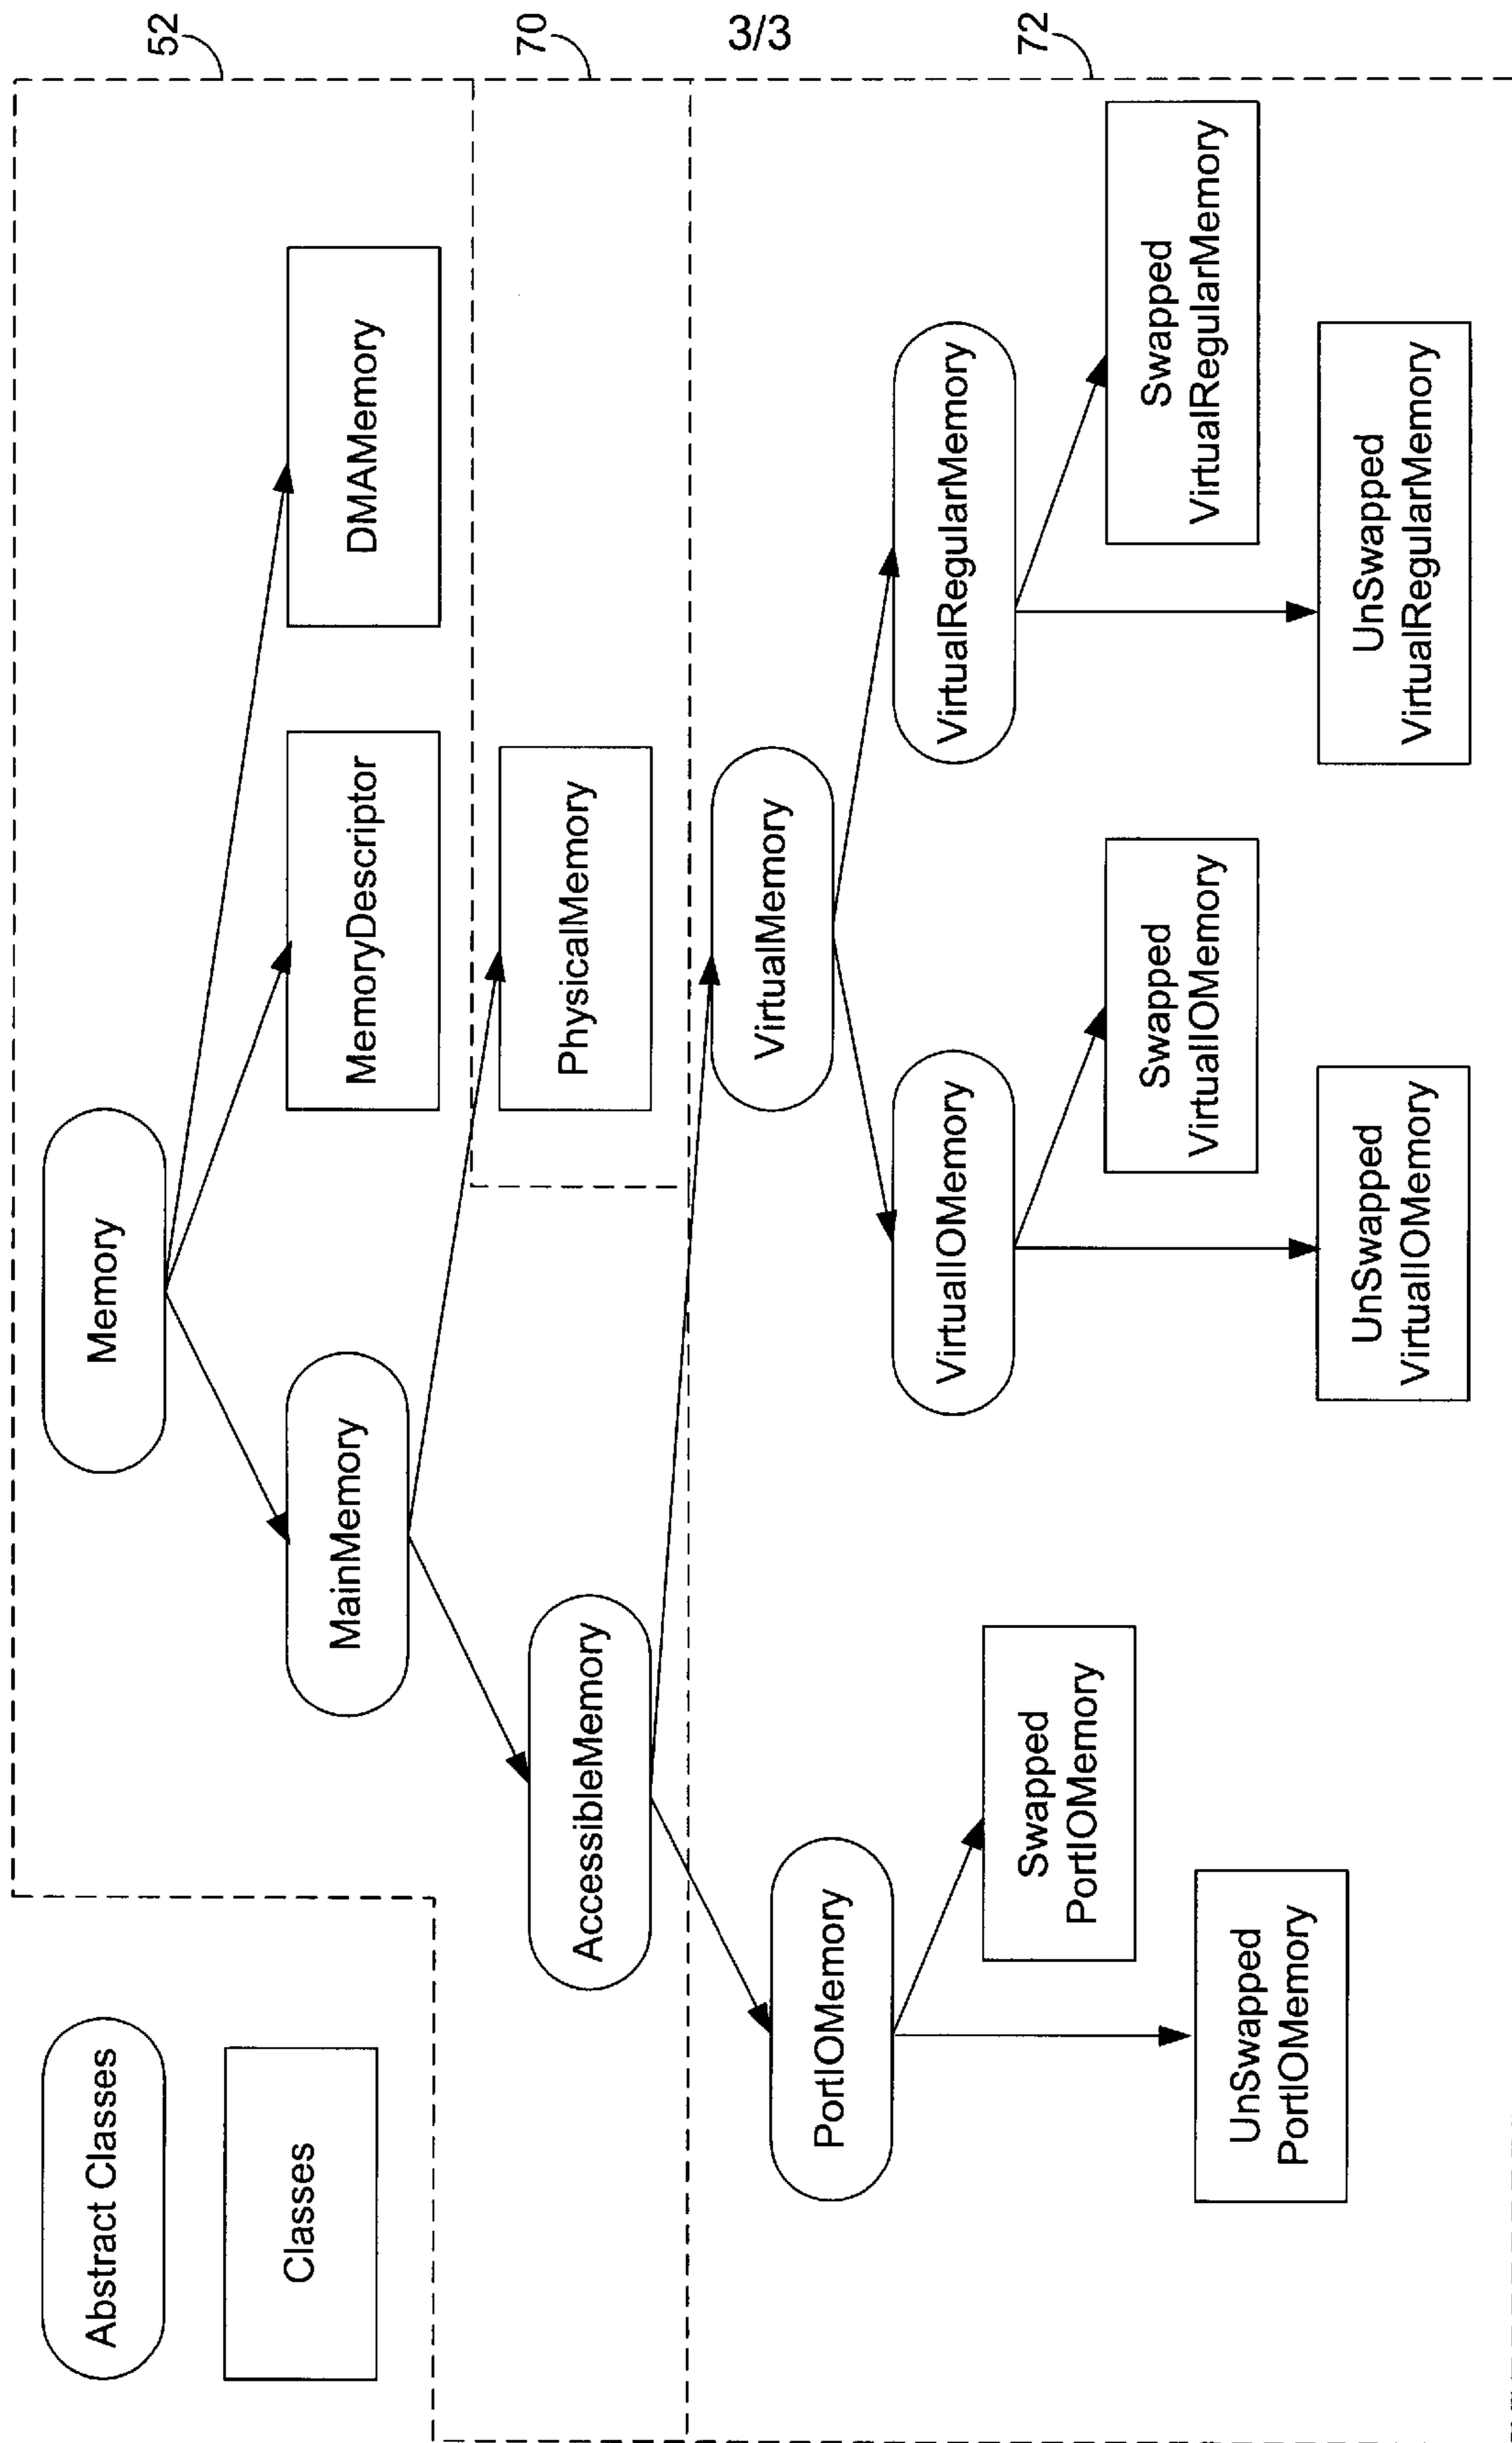 3/3
Abstract Classes
Classes
52
70
72
Memory
MainMemory
MemoryDescriptor
DMAMemory
AccessibleMemory
PhysicalMemory
PortIOMemory
VirtualMemory
VirtualIOMemory
VirtualRegularMemory
Swapped
PortIOMemory
UnSwapped
PortIOMemory
Swapped
VirtualIOMemory
UnSwapped
VirtualIOMemory
Swapped
VirtualRegularMemory
UnSwapped
VirtualRegularMemory